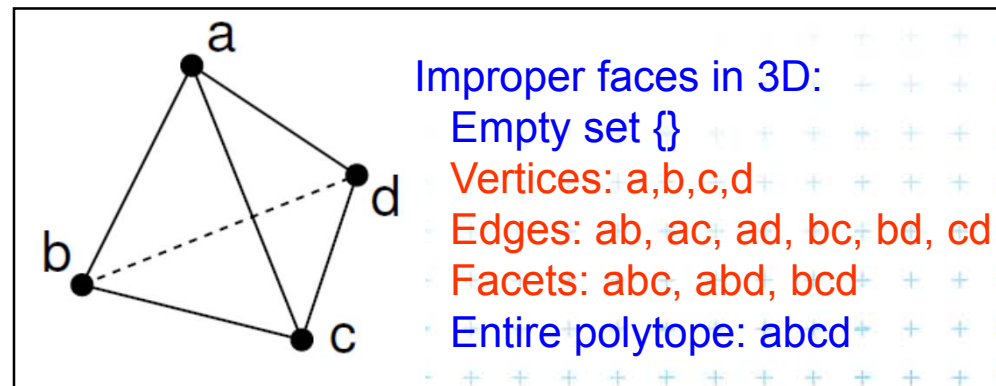 a
Improper faces in 3D:
Empty set {}
Vertices: a,b,c,d
d
Edges: ab, ac, ad, bc, bd, cd
b
Facets: abc, abd, bcd
c
Entire polytope: abcd